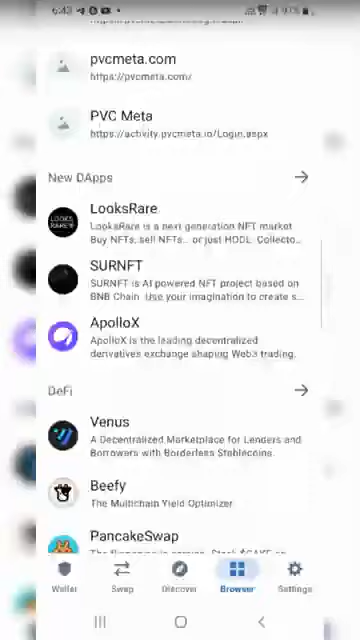 6:43
pvcmeta.com
https://pvcmeta.com/
PVC Meta
https://activity.pvcmeta.io/Login.aspx
New DApps
LOOKS
RARE
LooksRare
LooksRare is a next generation NFT market
Buy NFTs, sell NFTs... or just HODL. Collecto...
SURNFT
SURNFT is AI powered NFT project based on
BNB Chain. Use your imagination to create s...
ApolloX
ApolloX is the leading decentralized
derivatives exchange shaping Web3 trading.
DeFi
Venus
A Decentralized Marketplace for Lenders and
Borrowers with Borderless Stablecoins.
Beefy
The Multichain Yield Optimizer
PancakeSwap
Wallet
Swap
Discover
Browser
Settings